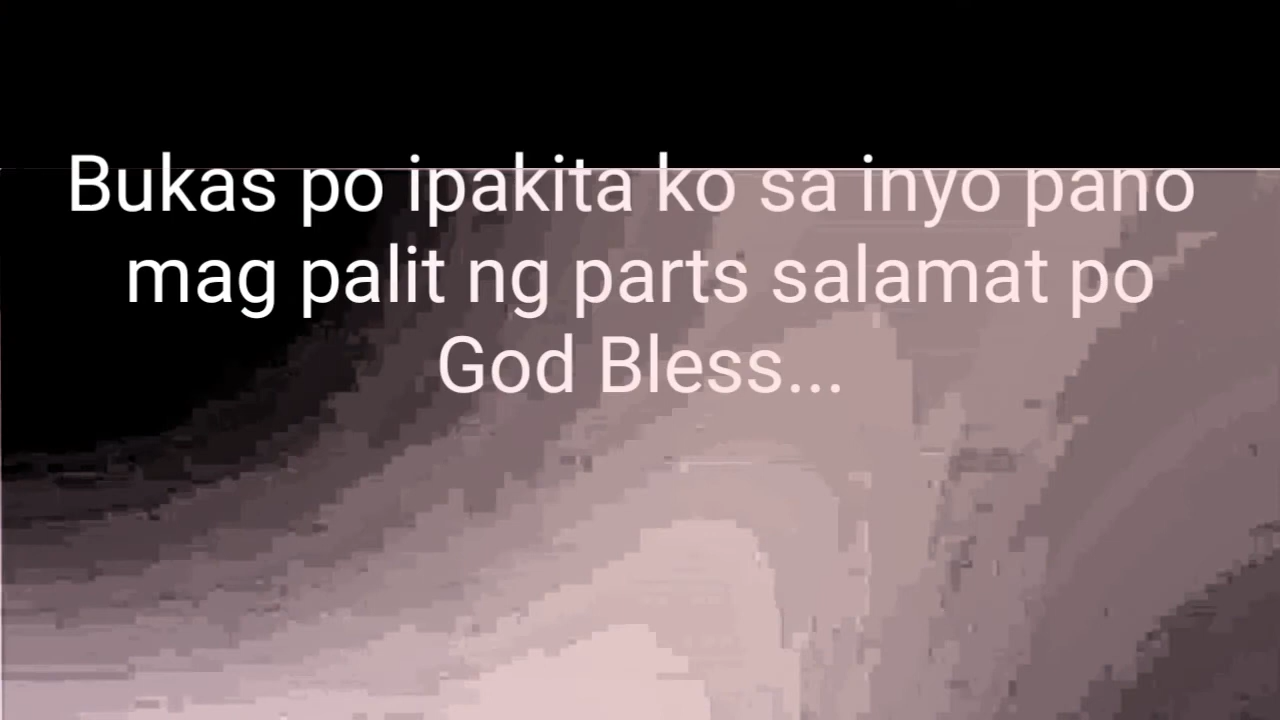 Bukas po ipakita ko sa inyo pano
mag palit ng parts salamat po
God Bless...